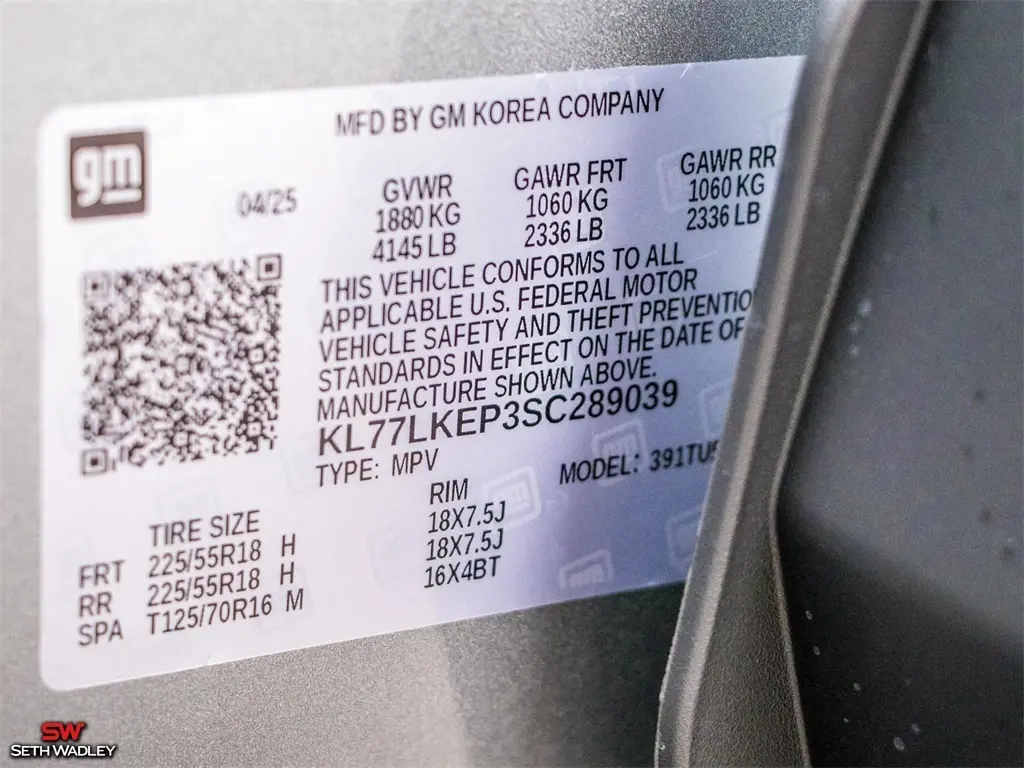 MFD BY GM KOREA COMPANY
gm
04/25
GVWR
1880 KG
4145 LB
GAWR FRT
1060 KG
2336 LB
GAWR RR
1060 KG
2336 LB
THIS VEHICLE CONFORMS TO ALL
APPLICABLE U.S. FEDERAL MOTOR
VEHICLE SAFETY AND THEFT PREVENTIO
STANDARDS IN EFFECT ON THE DATE OF
MANUFACTURE SHOWN ABOVE.
KL77LKEP3SC289039
TYPE: MPV
MODEL: 391TU
TIRE SIZE RIM
FRT 225/55R18 H 18X7.5J
RR 225/55R18 H 18X7.5J
SPA T125/70R16 M 16X4BT
SW
SETH WADLEY